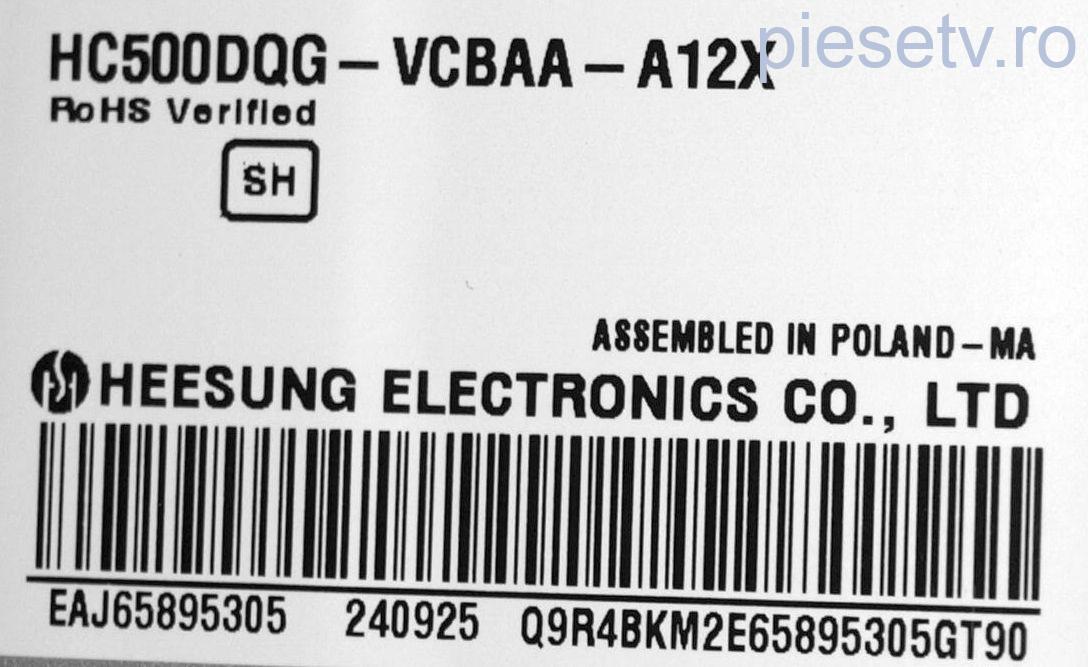 HC500DQG-VCBAA-A12X
piesetv.ro
RoHS Verified
SH
ASSEMBLED IN POLAND-MA
HEESUNG ELECTRONICS CO., LTD
EAJ65895305 240925 Q9R4BKM2E65895305GT90